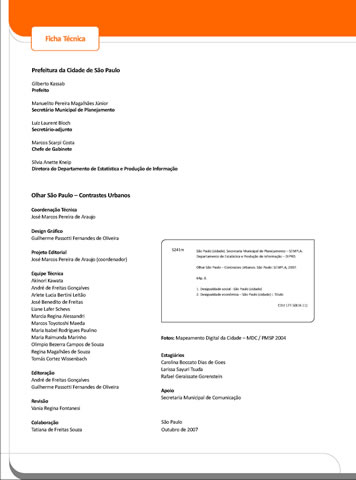 Ficha Técnica
Prefeitura da Cidade de São Paulo
Gilberto Kassab
Prefeito
Manuelito Pereira Magalhães Júnior
Secretário Municipal de Planejamento
Luiz Laurent Bloch
Secretário-adjunto
Marcos Scarpi Costa
Chefe de Gabinete
Silvia Anette Kneip
Diretora do Departamento de Estatística e Produção de Informação
Olhar São Paulo – Contrastes Urbanos
Coordenação Técnica
José Marcos Pereira de Araujo
Design Gráfico
Guilherme Passotti Fernandes de Oliveira
Projeto Editorial
José Marcos Pereira de Araujo (coordenador)
Equipe Técnica
Akinori Kawata
André de Freitas Gonçalves
Arlete Lucia Bertini Leitão
José Benedito de Freitas
Liane Lafer Schevs
Marcia Regina Alessandri
Marcos Toyotoshi Maeda
Maria Isabel Rodrigues Paulino
Maria Raimunda Marinho
Olimpio Bezerra Campos de Souza
Regina Magalhães de Souza
Tomás Cortez Wissenbach
Editoração
André de Freitas Gonçalves
Guilherme Passotti Fernandes de Oliveira
Revisão
Vania Regina Fontanesi
Colaboração
Tatiana de Freitas Souza
S241m
São Paulo (cidade). Secretaria Municipal de Planejamento - SEMPLA.
Departamento de Estatística e Produção de Informação -
Olhar São Paulo – Contrastes Urbanos. São Paulo: SEMPLA, 2007.
1. Desigualdade social - São Paulo (cidade)
2. Desigualdade econômica - São Paulo (cidade) I. Título
Fotos: Mapeamento Digital da Cidade – MDC / PMSP 2004
Estagiários
Carolina Bossato Dias de Goes
Larissa Sayuri Tsuda
Rafael Geraissate Gorenstein
Apoio
Secretaria Municipal de Comunicação
São Paulo
Outubro de 2007